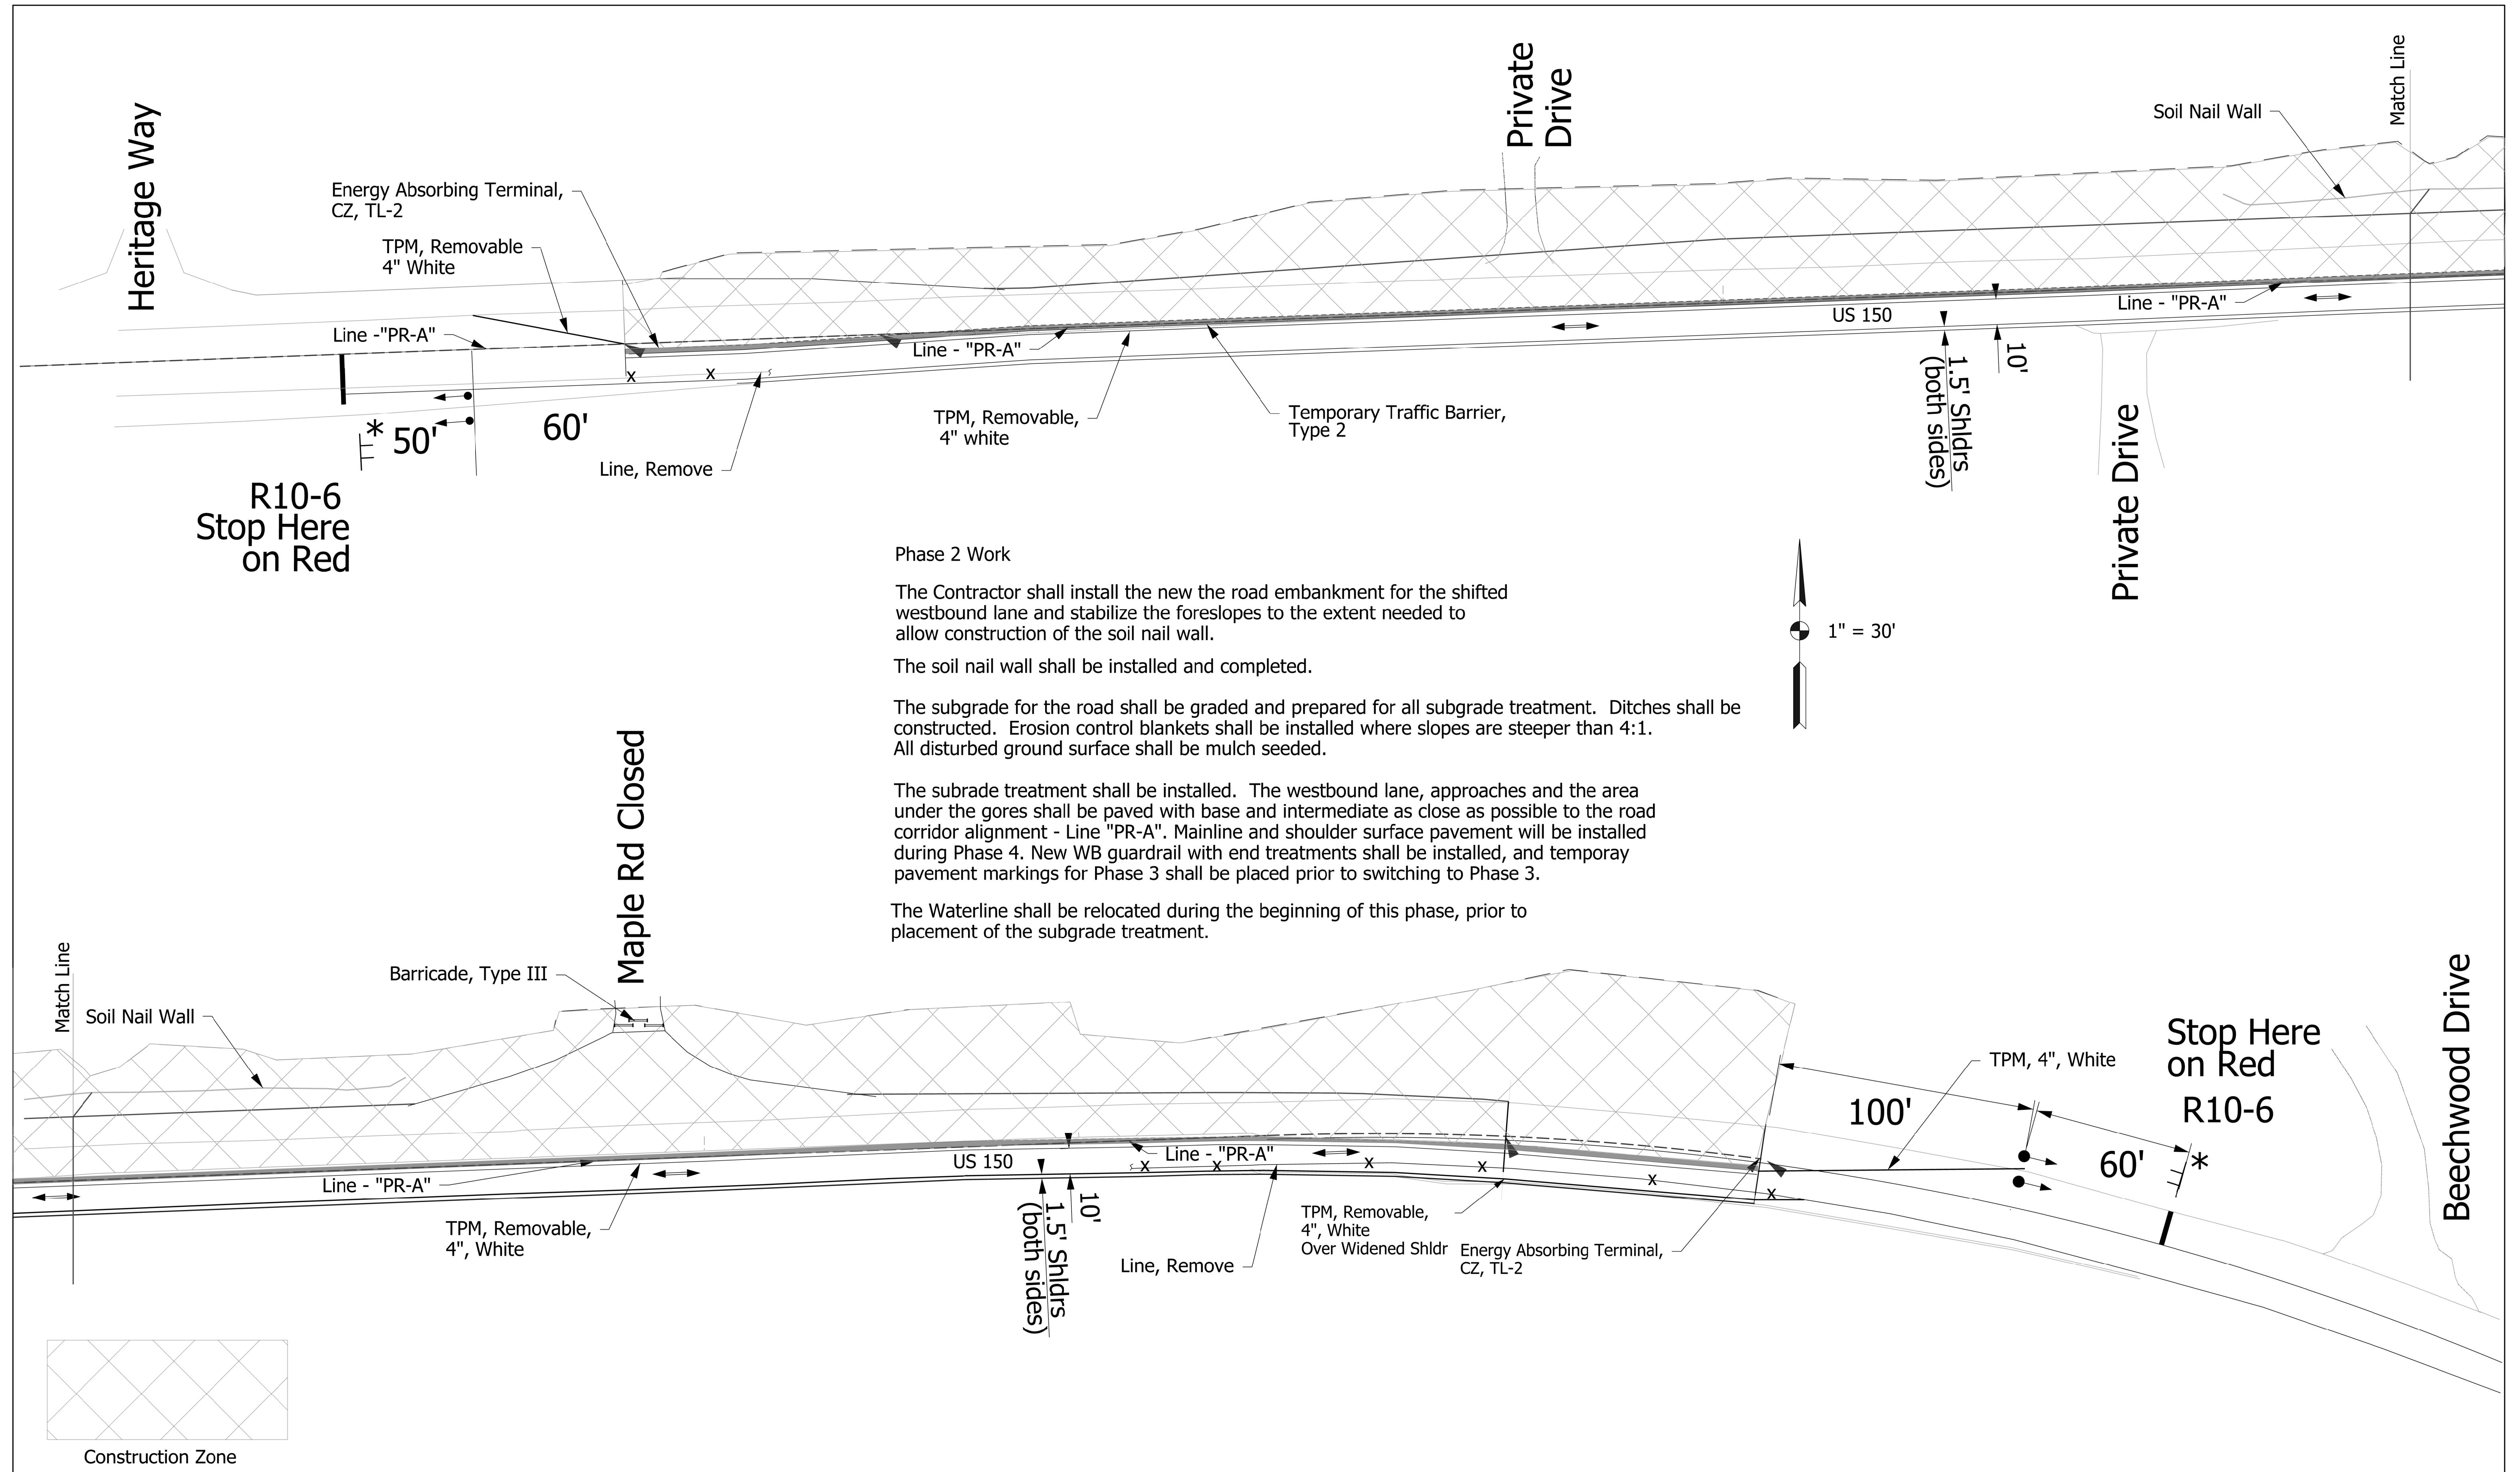 Heritage Way
Energy Absorbing Terminal,
CZ, TL-2
TPM, Removable
4" White
Line -"PR-A"
Private
Drive
Soil Nail Wall
Match Line
Line - "PR-A"
US 150
Line - "PR-A"
x x
* 50'
60'
Line, Remove
TPM, Removable,
4" white
Temporary Traffic Barrier,
Type 2
1.5' Shldrs
(both sides)
10'
Private Drive
R10-6
Stop Here
on Red
Phase 2 Work
The Contractor shall install the new the road embankment for the shifted
westbound lane and stabilize the foreslopes to the extent needed to
allow construction of the soil nail wall.
The soil nail wall shall be installed and completed.
The subgrade for the road shall be graded and prepared for all subgrade treatment. Ditches shall be
constructed. Erosion control blankets shall be installed where slopes are steeper than 4:1.
All disturbed ground surface shall be mulch seeded.
The subrade treatment shall be installed. The westbound lane, approaches and the area
under the gores shall be paved with base and intermediate as close as possible to the road
corridor alignment - Line "PR-A". Mainline and shoulder surface pavement will be installed
during Phase 4. New WB guardrail with end treatments shall be installed, and temporay
pavement markings for Phase 3 shall be placed prior to switching to Phase 3.
The Waterline shall be relocated during the beginning of this phase, prior to
placement of the subgrade treatment.
1" = 30'
Match Line
Soil Nail Wall
Barricade, Type III
Maple Rd Closed
Line - "PR-A"
TPM, Removable,
4", White
US 150
Line - "PR-A"
x x x x x x
1.5' Shldrs
(both sides)
10'
Line, Remove
TPM, Removable,
4", White
Over Widened Shldr
Energy Absorbing Terminal,
CZ, TL-2
100'
TPM, 4", White
Stop Here
on Red
R10-6
60' *
Beechwood Drive
Construction Zone